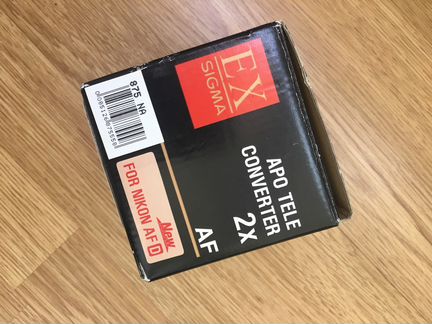 EX
SIGMA
APO TELE
CONVERTER
2x
AF
875 NA
New
FOR NIKON AF D